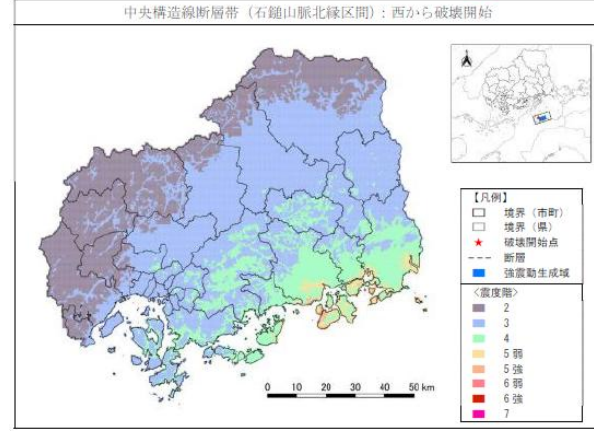 中央構造線断層帯（石鎚山脈北縁区間）：西から破壊開始
【凡例】
境界（市町）
境界（県）
破壊開始点
断層
強震動生成域
<震度階>
2
3
4
5 弱
5 強
6 弱
6 強
7
0 10 20 30 40 50 km